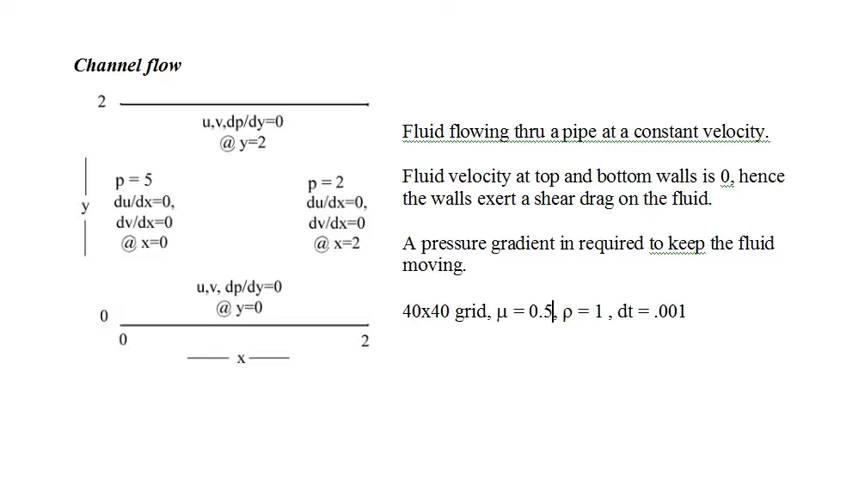 Channel flow
2
u,v,dp/dy=0
@ y=2
p = 5
du/dx=0,
dv/dx=0
@ x=0
p = 2
du/dx=0,
dv/dx=0
@ x=2
y
u,v, dp/dy=0
@ y=0
0
0
2
x
Fluid flowing thru a pipe at a constant velocity.
Fluid velocity at top and bottom walls is 0, hence
the walls exert a shear drag on the fluid.
A pressure gradient in required to keep the fluid
moving.
40x40 grid, μ = 0.5, ρ = 1 , dt = .001